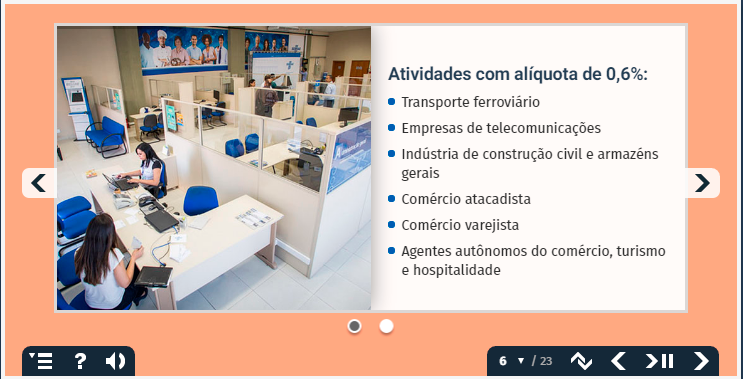 Atividades com alíquota de 0,6%:
Transporte ferroviário
Empresas de telecomunicações
Indústria de construção civil e armazéns
gerais
Comércio atacadista
Comércio varejista
Agentes autônomos do comércio, turismo
e hospitalidade
6 / 23